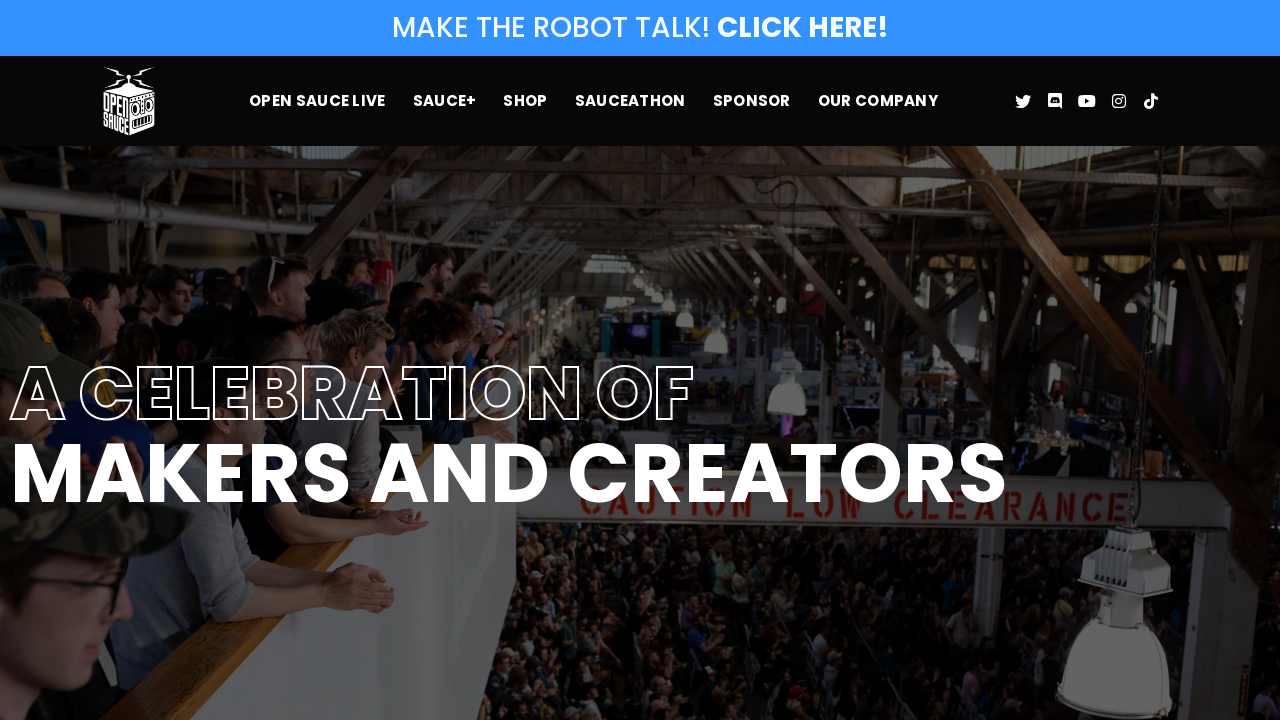 MAKE THE ROBOT TALK! CLICK HERE!
OPEN SAUCE
OPEN SAUCE LIVE SAUCE+ SHOP SAUCEATHON SPONSOR OUR COMPANY
A CELEBRATION OF
MAKERS AND CREATORS
CAUTION LOW CLEARANCE